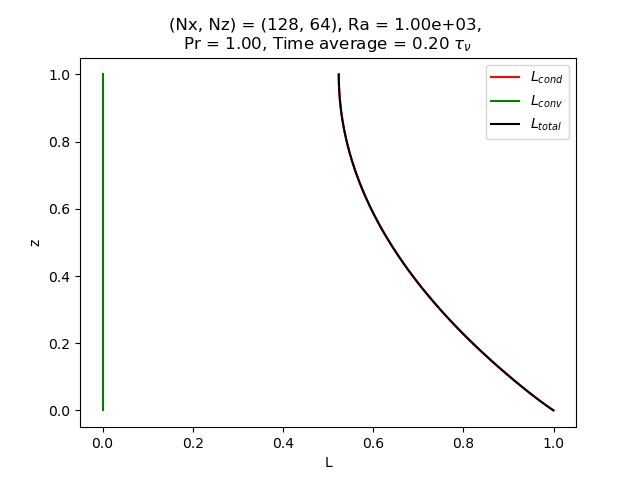 (Nx, Nz) = (128, 64), Ra = 1.00e+03,
Pr = 1.00, Time average = 0.20 τ_ν
L_cond
L_conv
L_total
1.0
0.8
0.6
0.4
0.2
0.0
z
0.0 0.2 0.4 0.6 0.8 1.0
L